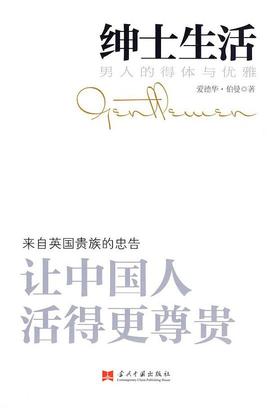 绅士生活
男人的得体与优雅
爱德华·伯曼◎著
Gentlemen
来自英国贵族的忠告
让中国人
活得更尊贵
当代中国出版社
Contemporary China Publishing House